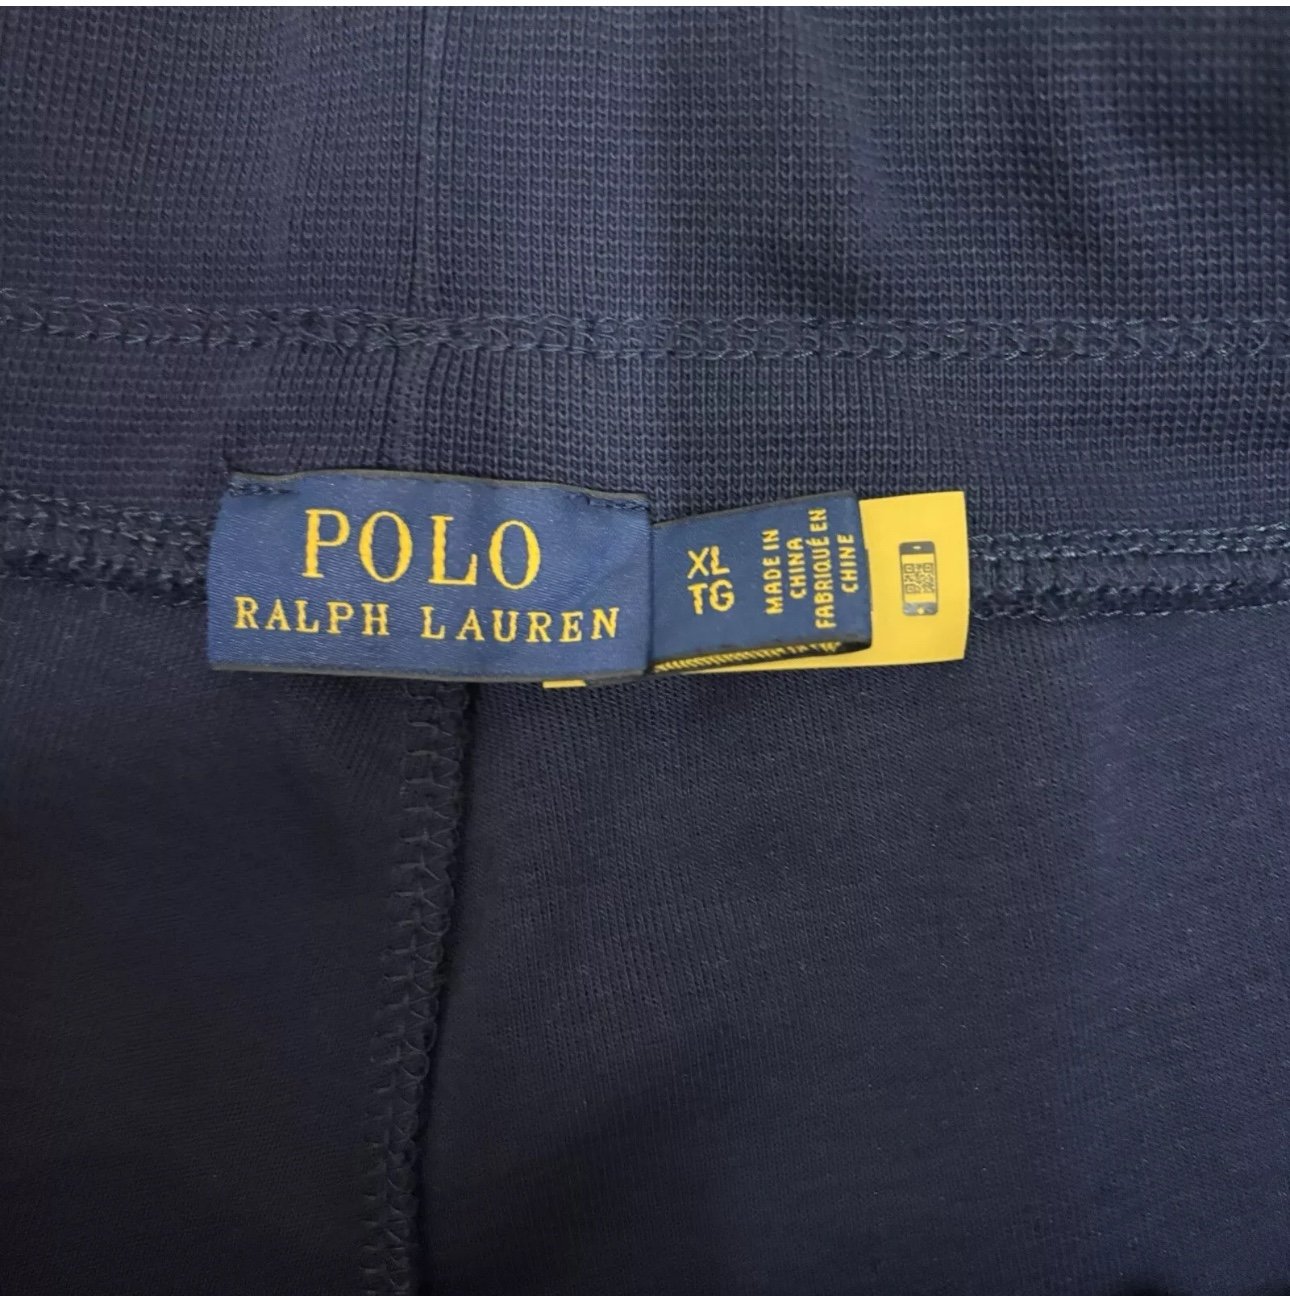 POLO
RALPH LAUREN
XL
TG
MADE IN
CHINA
FABRIQUÉ EN
CHINE